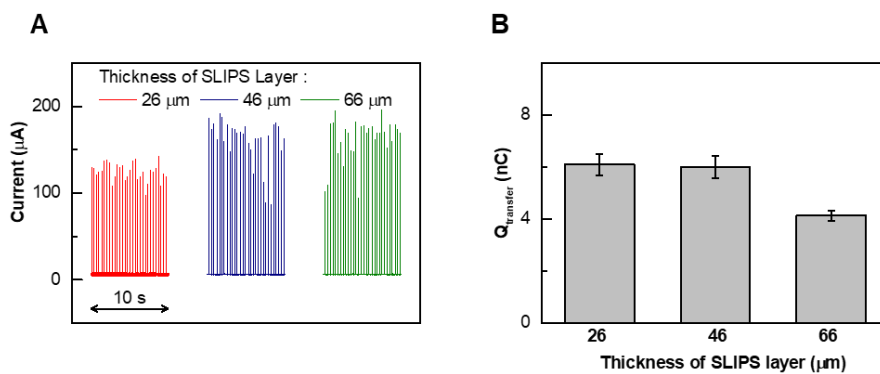 A
Thickness of SLIPS Layer :
26 μm 46 μm 66 μm
200
100
0
Current (μA)
10 s
B
8
4
0
Qtransfer (nC)
26 46 66
Thickness of SLIPS layer (μm)